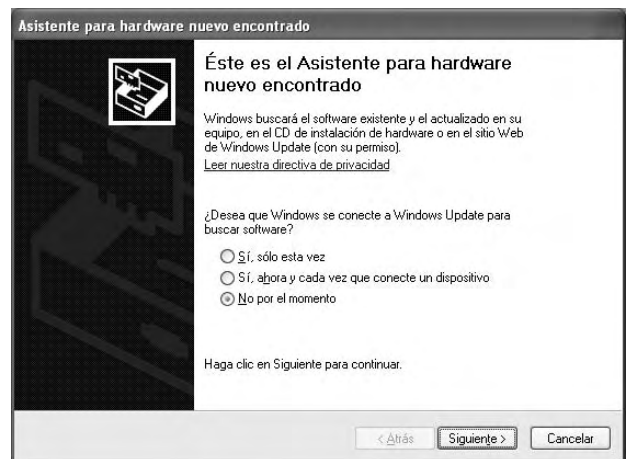 Asistente para hardware nuevo encontrado
Éste es el Asistente para hardware
nuevo encontrado
Windows buscará el software existente y el actualizado en su
equipo, en el CD de instalación de hardware o en el sitio Web
de Windows Update (con su permiso).
Leer nuestra directiva de privacidad
¿Desea que Windows se conecte a Windows Update para
buscar software?
Sí, sólo esta vez
Sí, ahora y cada vez que conecte un dispositivo
No por el momento
Haga clic en Siguiente para continuar.
< Atrás
Siguiente >
Cancelar